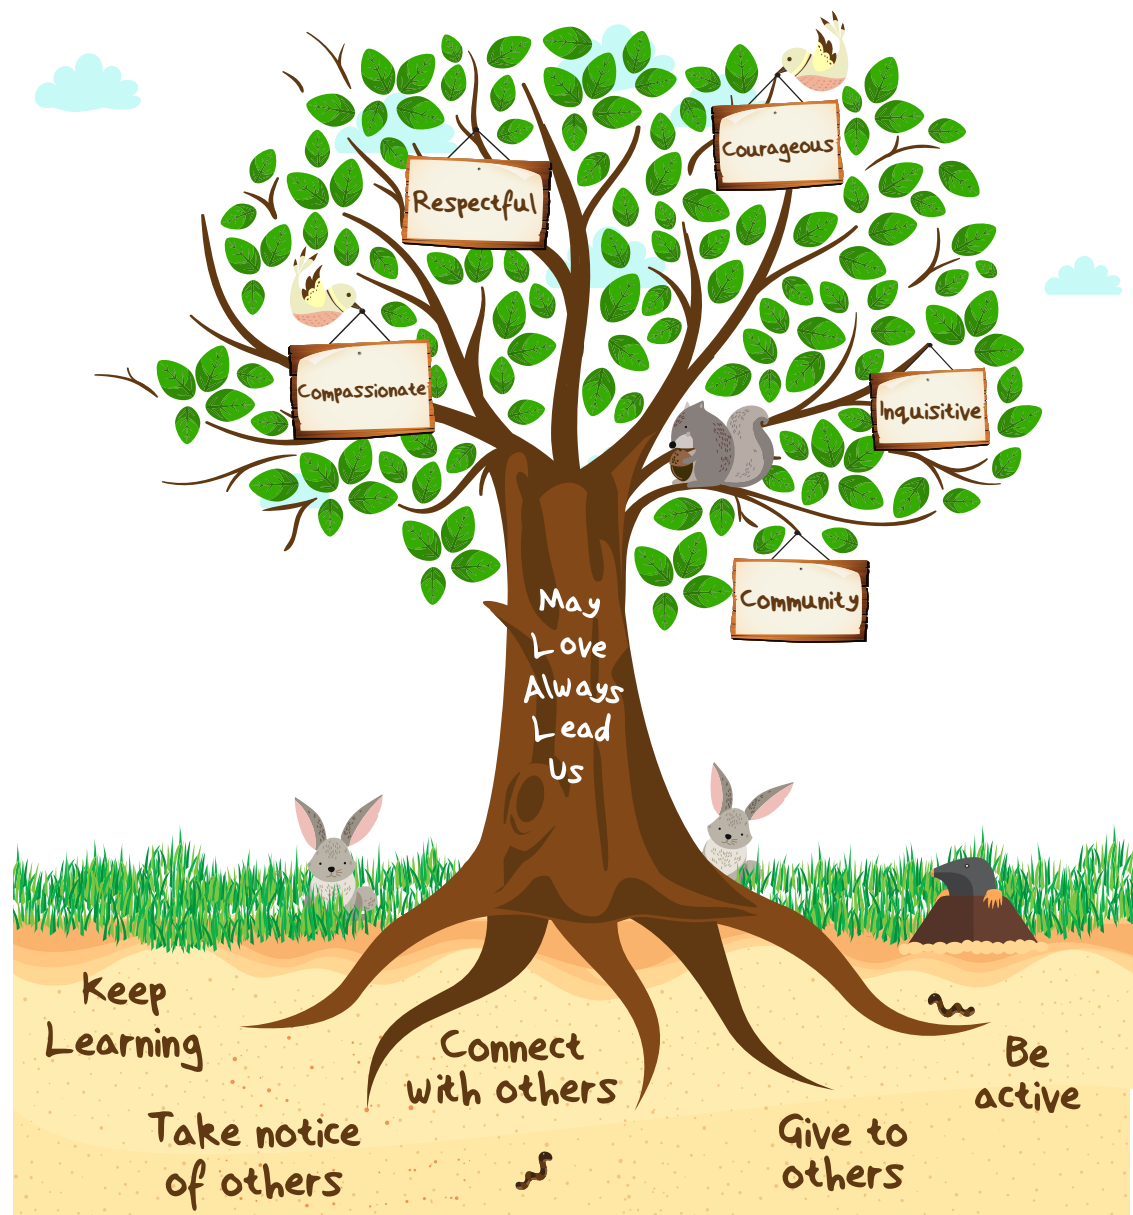 Courageous
Respectful
Compassionate
Inquisitive
Community
May
Love
Always
Lead
Us
Keep
Learning
Connect
with others
Be
active
Take notice
of others
Give to
others